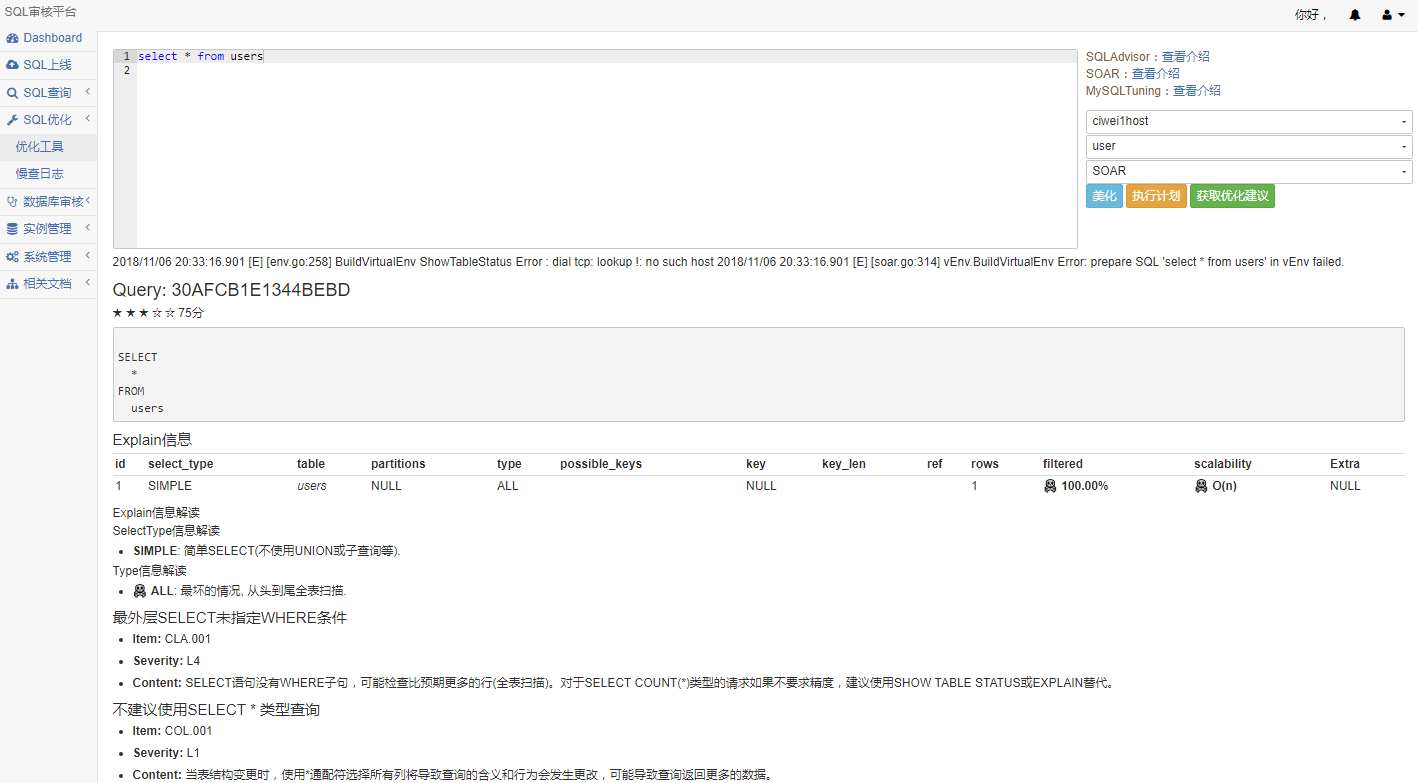 SQL审核平台
你好，
Dashboard
SQL上线
SQL查询
SQL优化
优化工具
慢查日志
数据库审核
实例管理
系统管理
相关文档
1 select * from users
2
SQLAdvisor：查看介绍
SOAR：查看介绍
MySQLTuning：查看介绍
ciwei1host
user
SOAR
美化 执行计划 获取优化建议
2018/11/06 20:33:16.901 [E] [env.go:258] BuildVirtualEnv ShowTableStatus Error : dial tcp: lookup !: no such host 2018/11/06 20:33:16.901 [E] [soar.go:314] vEnv.BuildVirtualEnv Error: prepare SQL 'select * from users' in vEnv failed.
Query: 30AFCB1E1344BEBD
★ ★ ★ ☆ ☆ 75分
SELECT
*
FROM
users
Explain信息
id select_type table partitions type possible_keys key key_len ref rows filtered scalability Extra
1 SIMPLE users NULL ALL NULL 1 ☠ 100.00% ☠ O(n) NULL
Explain信息解读
SelectType信息解读
• SIMPLE: 简单SELECT(不使用UNION或子查询等).
Type信息解读
• ☠ ALL: 最坏的情况, 从头到尾全表扫描.
最外层SELECT未指定WHERE条件
• Item: CLA.001
• Severity: L4
• Content: SELECT语句没有WHERE子句，可能检查比预期更多的行(全表扫描)。对于SELECT COUNT(*)类型的请求如果不要求精度，建议使用SHOW TABLE STATUS或EXPLAIN替代。
不建议使用SELECT * 类型查询
• Item: COL.001
• Severity: L1
• Content: 当表结构变更时，使用*通配符选择所有列将导致查询的含义和行为会发生更改，可能导致查询返回更多的数据。